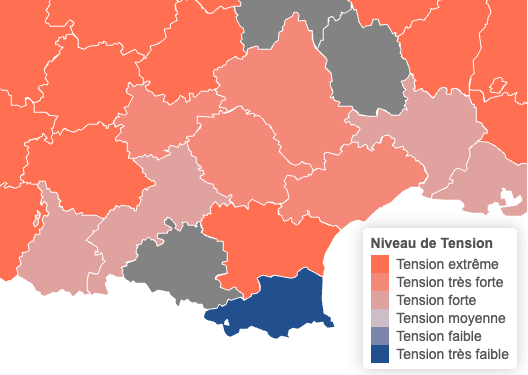 Niveau de Tension
Tension extrême
Tension très forte
Tension forte
Tension moyenne
Tension faible
Tension très faible